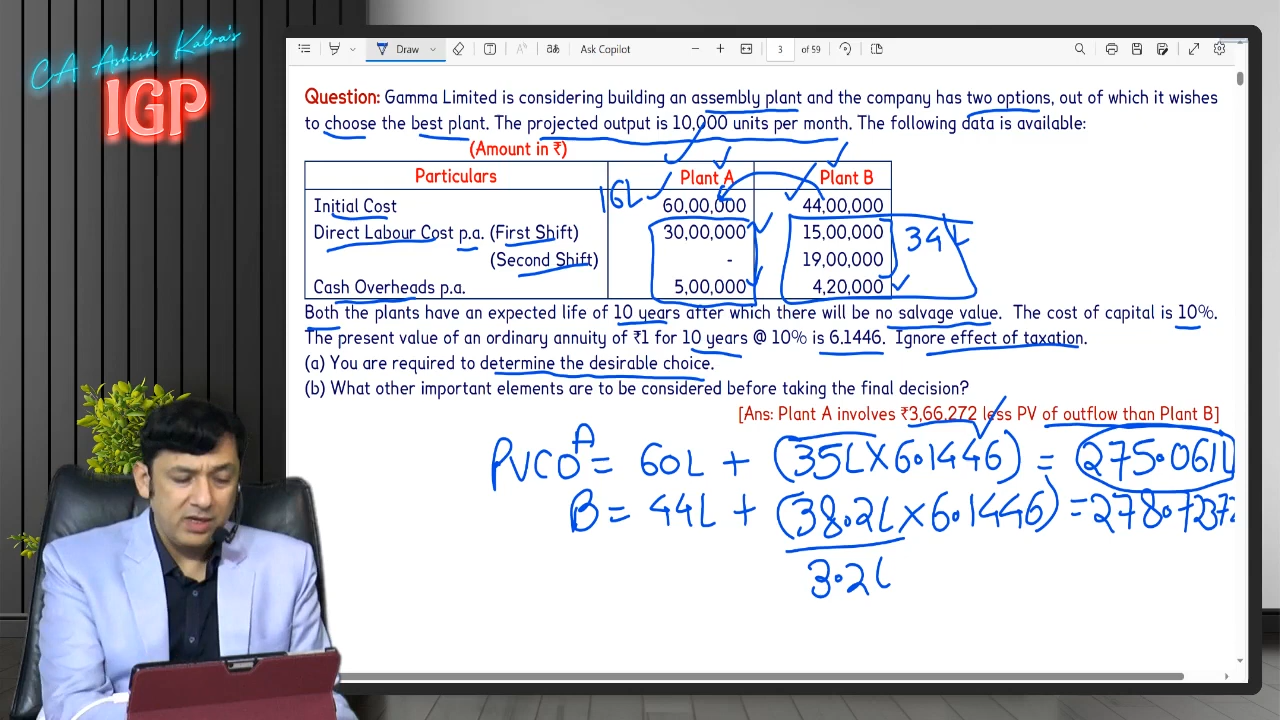 CA Ashish Kalra's
IGP
Draw
Ask Copilot
3 of 59
Question: Gamma Limited is considering building an assembly plant and the company has two options, out of which it wishes
to choose the best plant. The projected output is 10,000 units per month. The following data is available:
(Amount in ₹)
Particulars Plant A Plant B
16L
Initial Cost 60,00,000 44,00,000
Direct Labour Cost p.a. (First Shift) 30,00,000 15,00,000
34L
(Second Shift) - 19,00,000
Cash Overheads p.a. 5,00,000 4,20,000
Both the plants have an expected life of 10 years after which there will be no salvage value. The cost of capital is 10%.
The present value of an ordinary annuity of ₹1 for 10 years @ 10% is 6.1446. Ignore effect of taxation.
(a) You are required to determine the desirable choice.
(b) What other important elements are to be considered before taking the final decision?
[Ans: Plant A involves ₹3,66,272 less PV of outflow than Plant B]
A
PVCO = 60L + (35L×6.1446) = 275.061L
B = 44L + (38.2L×6.1446) = 278.7237
3.2L